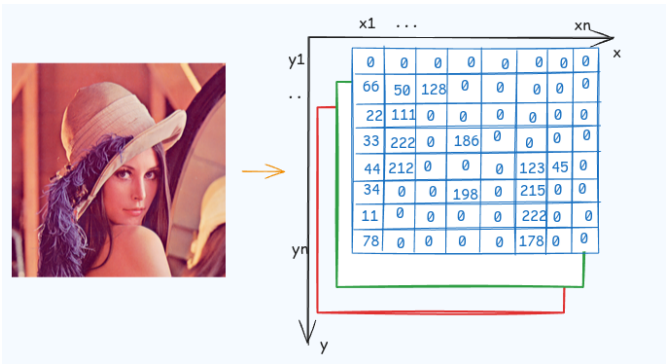 x1 ... xn
x
y1
0 0 0 0 0 0 0 0
66 50 128 0 0 0 0 0
..
22 111 0 0 0 0 0 0
33 222 0 186 0 0 0 0
44 212 0 0 0 123 45 0
34 0 0 198 0 215 0 0
11 0 0 0 0 222 0 0
yn
78 0 0 0 0 178 0 0
y